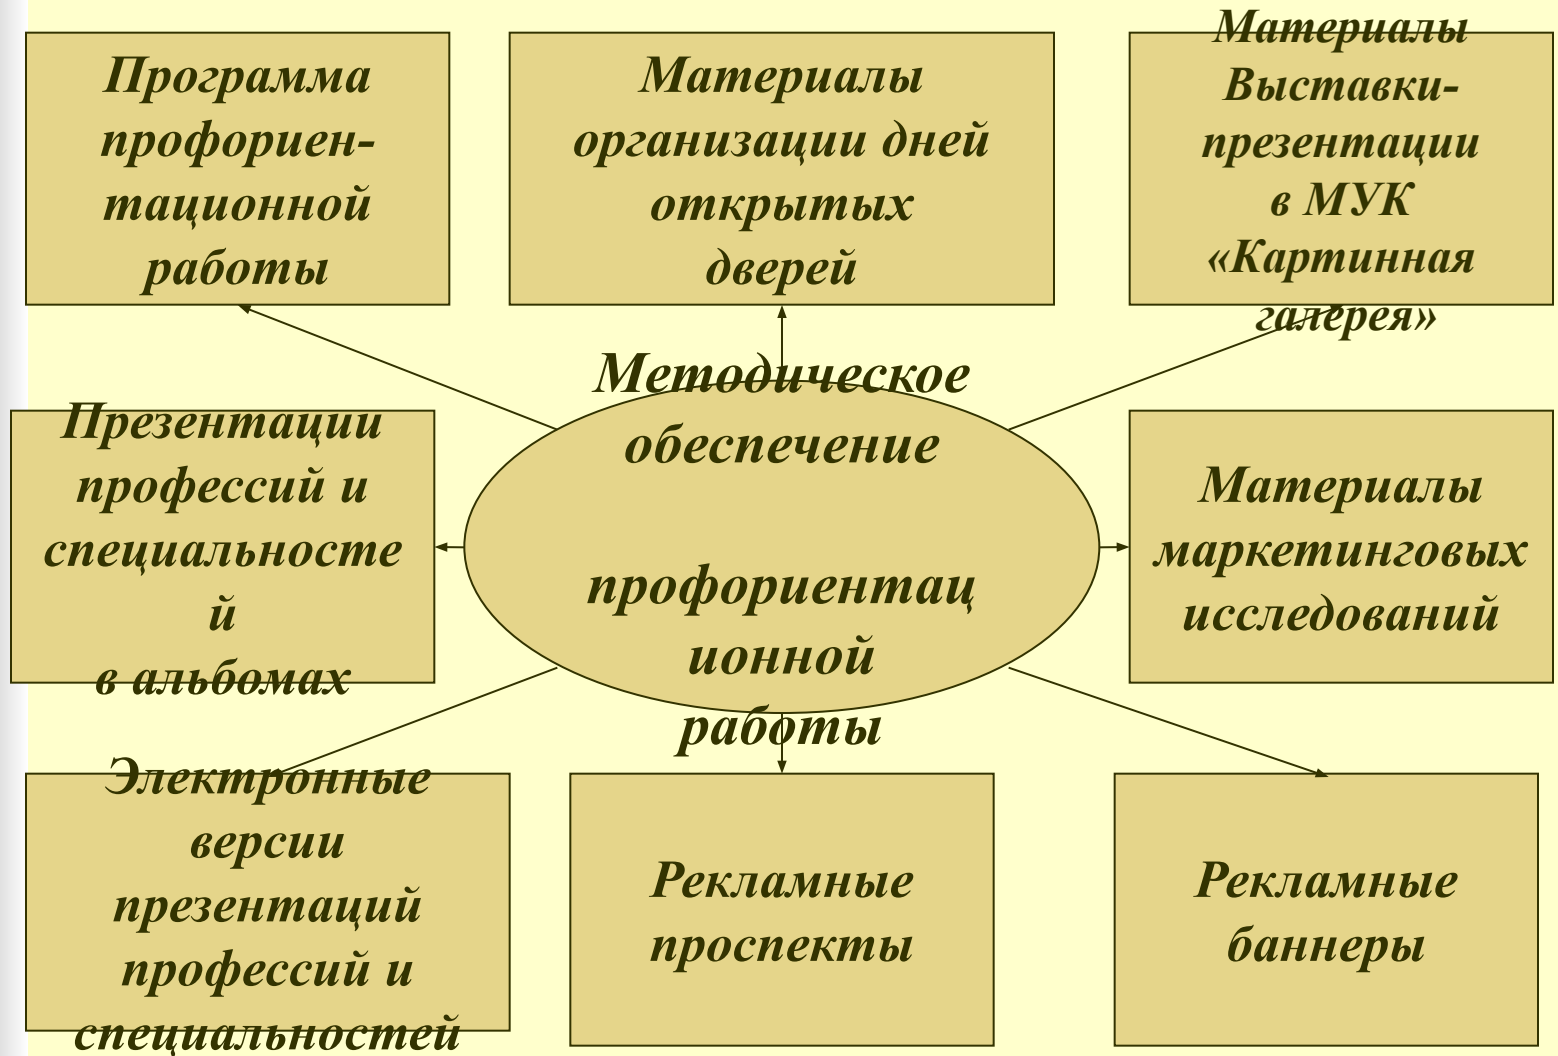 Программа
профориен-
тационной
работы
Материалы
организации дней
открытых
дверей
Материалы
Выставки-
презентации
в МУК
«Картинная
галерея»
Презентации
профессий и
специальносте
й
в альбомах
Методическое
обеспечение
профориентац
ионной
работы
Материалы
маркетинговых
исследований
Электронные
версии
презентаций
профессий и
специальностей
Рекламные
проспекты
Рекламные
баннеры